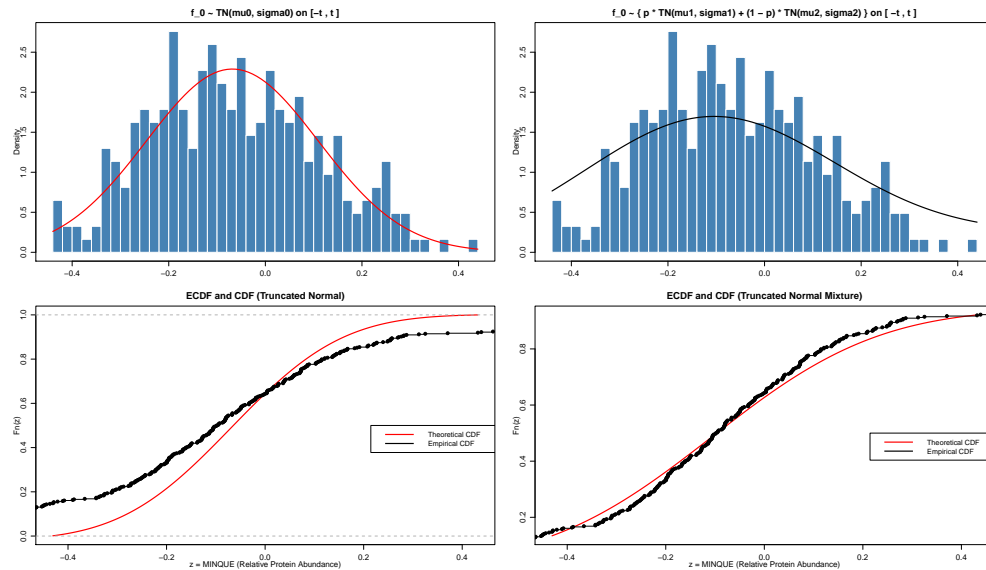 f_0 ~ TN(mu0, sigma0) on [−t , t ]
Density
0.0 0.5 1.0 1.5 2.0 2.5
−0.4 −0.2 0.0 0.2 0.4
f_0 ~ { p * TN(mu1, sigma1) + (1 − p) * TN(mu2, sigma2) } on [ −t , t ]
Density
0.0 0.5 1.0 1.5 2.0 2.5
−0.4 −0.2 0.0 0.2 0.4
ECDF and CDF (Truncated Normal)
Fn(z)
0.0 0.2 0.4 0.6 0.8 1.0
Theoretical CDF
Empirical CDF
−0.4 −0.2 0.0 0.2 0.4
z = MINQUE (Relative Protein Abundance)
ECDF and CDF (Truncated Normal Mixture)
Fn(z)
0.2 0.4 0.6 0.8
Theoretical CDF
Empirical CDF
−0.4 −0.2 0.0 0.2 0.4
z = MINQUE (Relative Protein Abundance)